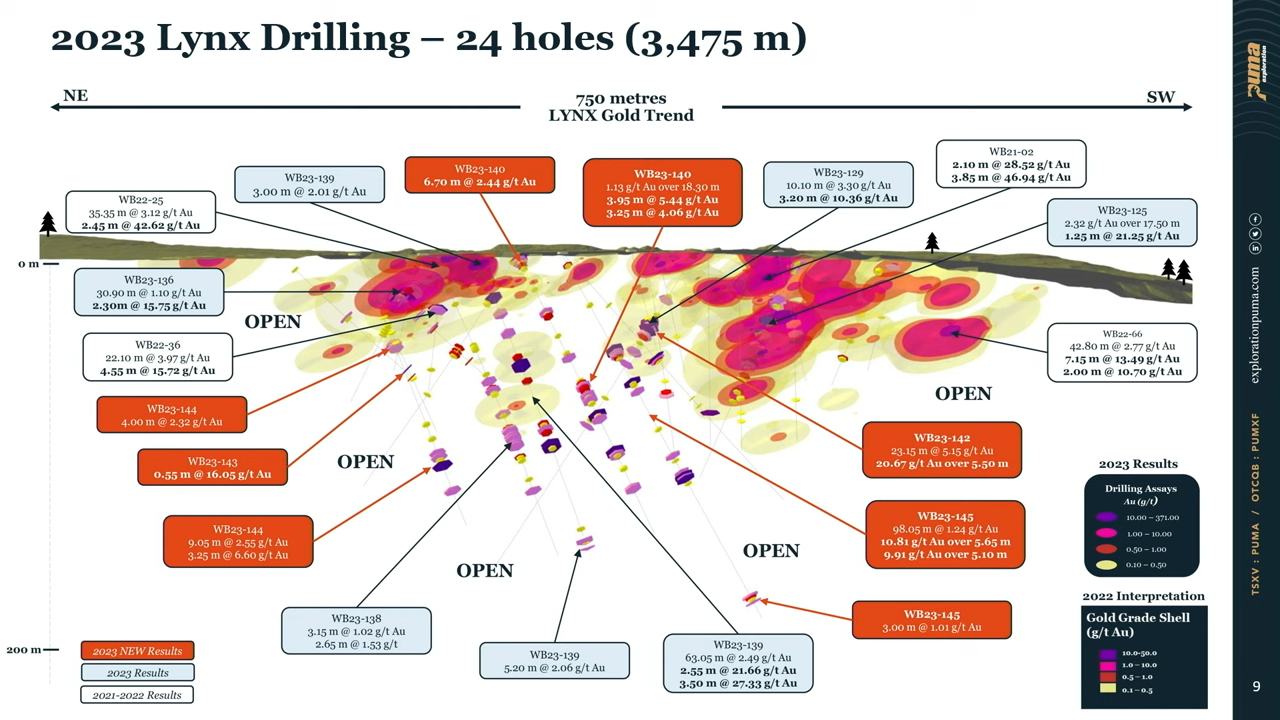 2023 Lynx Drilling – 24 holes (3,475 m)
NE
750 metres
LYNX Gold Trend
SW
WB22-25
35.35 m @ 3.12 g/t Au
2.45 m @ 42.62 g/t Au
WB23-139
3.00 m @ 2.01 g/t Au
WB23-140
6.70 m @ 2.44 g/t Au
WB23-140
1.13 g/t Au over 18.30 m
3.95 m @ 5.44 g/t Au
3.25 m @ 4.06 g/t Au
WB23-129
10.10 m @ 3.30 g/t Au
3.20 m @ 10.36 g/t Au
WB21-02
2.10 m @ 28.52 g/t Au
3.85 m @ 46.94 g/t Au
WB23-125
2.32 g/t Au over 17.50 m
1.25 m @ 21.25 g/t Au
0 m
WB23-136
30.90 m @ 1.10 g/t Au
2.30m @ 15.75 g/t Au
OPEN
WB22-36
22.10 m @ 3.97 g/t Au
4.55 m @ 15.72 g/t Au
WB22-66
42.80 m @ 2.77 g/t Au
7.15 m @ 13.49 g/t Au
2.00 m @ 10.70 g/t Au
OPEN
WB23-144
4.00 m @ 2.32 g/t Au
WB23-143
0.55 m @ 16.05 g/t Au
OPEN
WB23-142
23.15 m @ 5.15 g/t Au
20.67 g/t Au over 5.50 m
WB23-144
9.05 m @ 2.55 g/t Au
3.25 m @ 6.60 g/t Au
WB23-145
98.05 m @ 1.24 g/t Au
10.81 g/t Au over 5.65 m
9.91 g/t Au over 5.10 m
OPEN
OPEN
WB23-138
3.15 m @ 1.02 g/t Au
2.65 m @ 1.53 g/t
WB23-139
5.20 m @ 2.06 g/t Au
WB23-139
63.05 m @ 2.49 g/t Au
2.55 m @ 21.66 g/t Au
3.50 m @ 27.33 g/t Au
WB23-145
3.00 m @ 1.01 g/t Au
200 m
2023 NEW Results
2023 Results
2021-2022 Results
2023 Results
Drilling Assays
Au (g/t)
10.00 – 371.00
1.00 – 10.00
0.50 – 1.00
0.10 – 0.50
2022 Interpretation
Gold Grade Shell
(g/t Au)
10.0-50.0
1.0 – 10.0
0.5 – 1.0
0.1 – 0.5
puma
exploration
explorationpuma.com
TSXV : PUMA / OTCQB : PUMXF
9